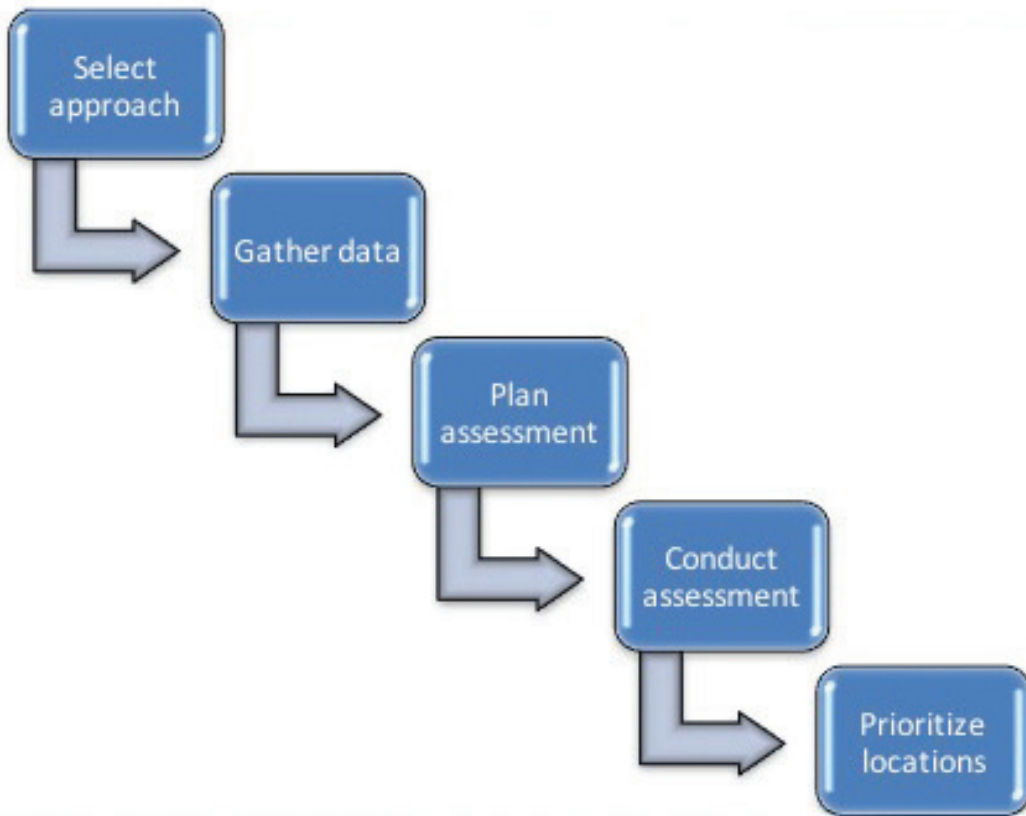 Select
approach
Gather data
Plan
assessment
Conduct
assessment
Prioritize
locations